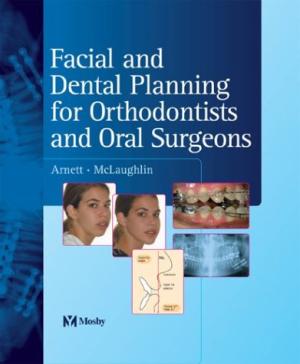 Facial and
Dental Planning
for Orthodontists
and Oral Surgeons
Arnett · McLaughlin
Mosby